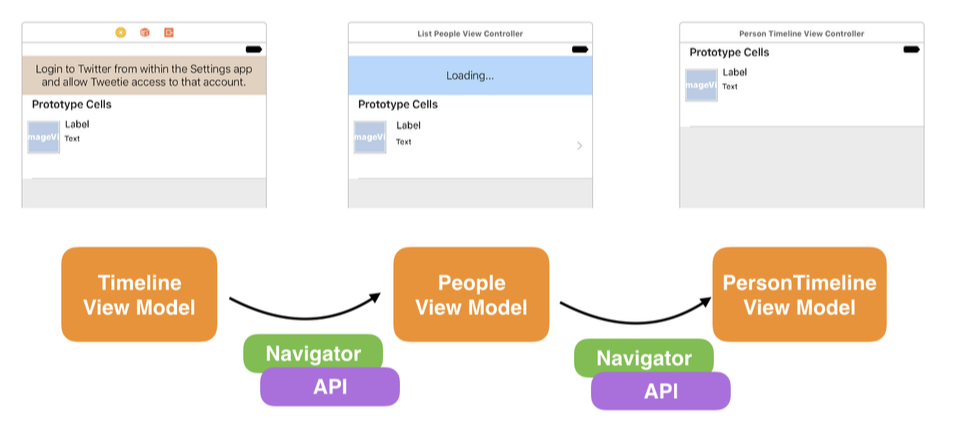 List People View Controller
Person Timeline View Controller
Login to Twitter from within the Settings app
and allow Tweetie access to that account.
Prototype Cells
mageVi
Label
Text
Loading...
Prototype Cells
mageVi
Label
Text
Prototype Cells
mageVi
Label
Text
Timeline
View Model
People
View Model
PersonTimeline
View Model
Navigator
API
Navigator
API